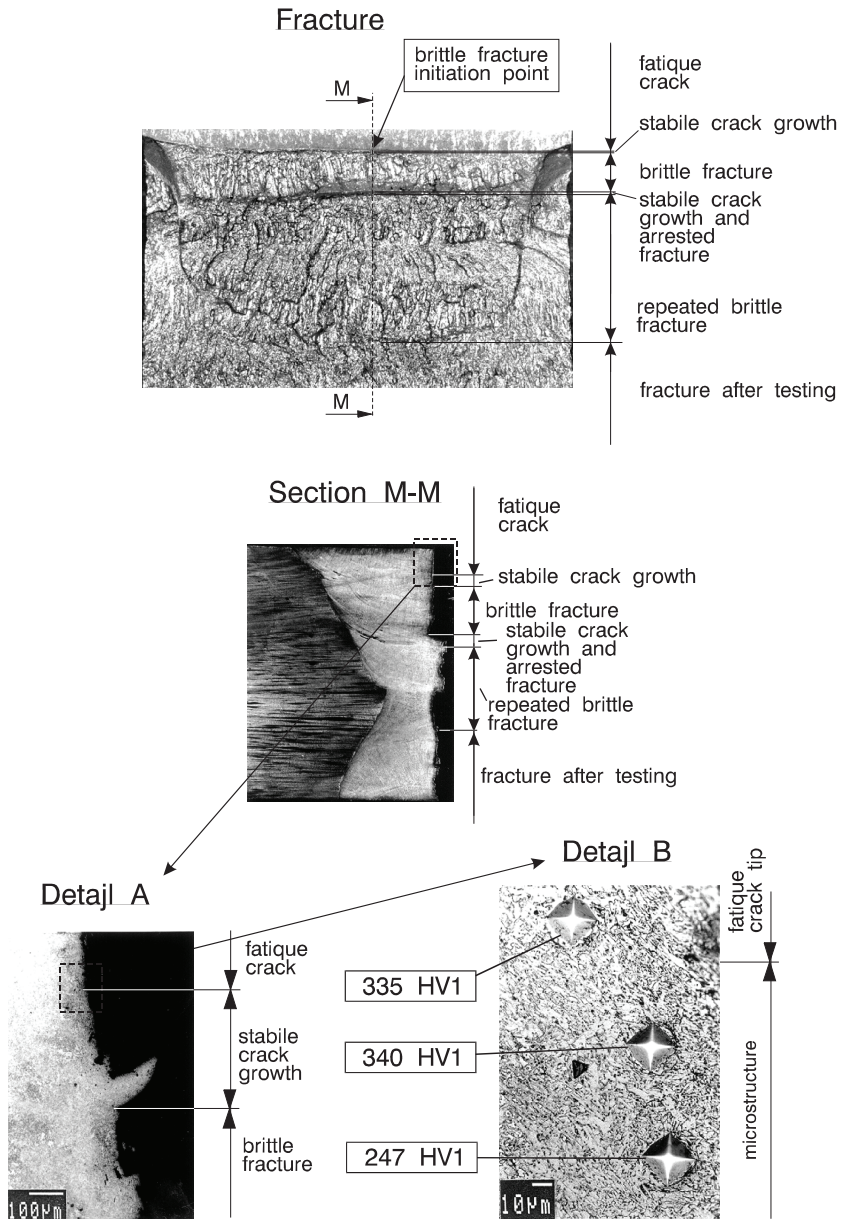 Fracture
brittle fracture
initiation point
M
fatique
crack
stabile crack growth
brittle fracture
stabile crack
growth and
arrested
fracture
repeated brittle
fracture
M
fracture after testing
Section M-M
fatique
crack
stabile crack growth
brittle fracture
stabile crack
growth and
arrested
fracture
repeated brittle
fracture
fracture after testing
Detajl A
fatique
crack
stabile
crack
growth
brittle
fracture
100µm
Detajl B
fatique
crack tip
335 HV1
340 HV1
247 HV1
microstructure
10µm